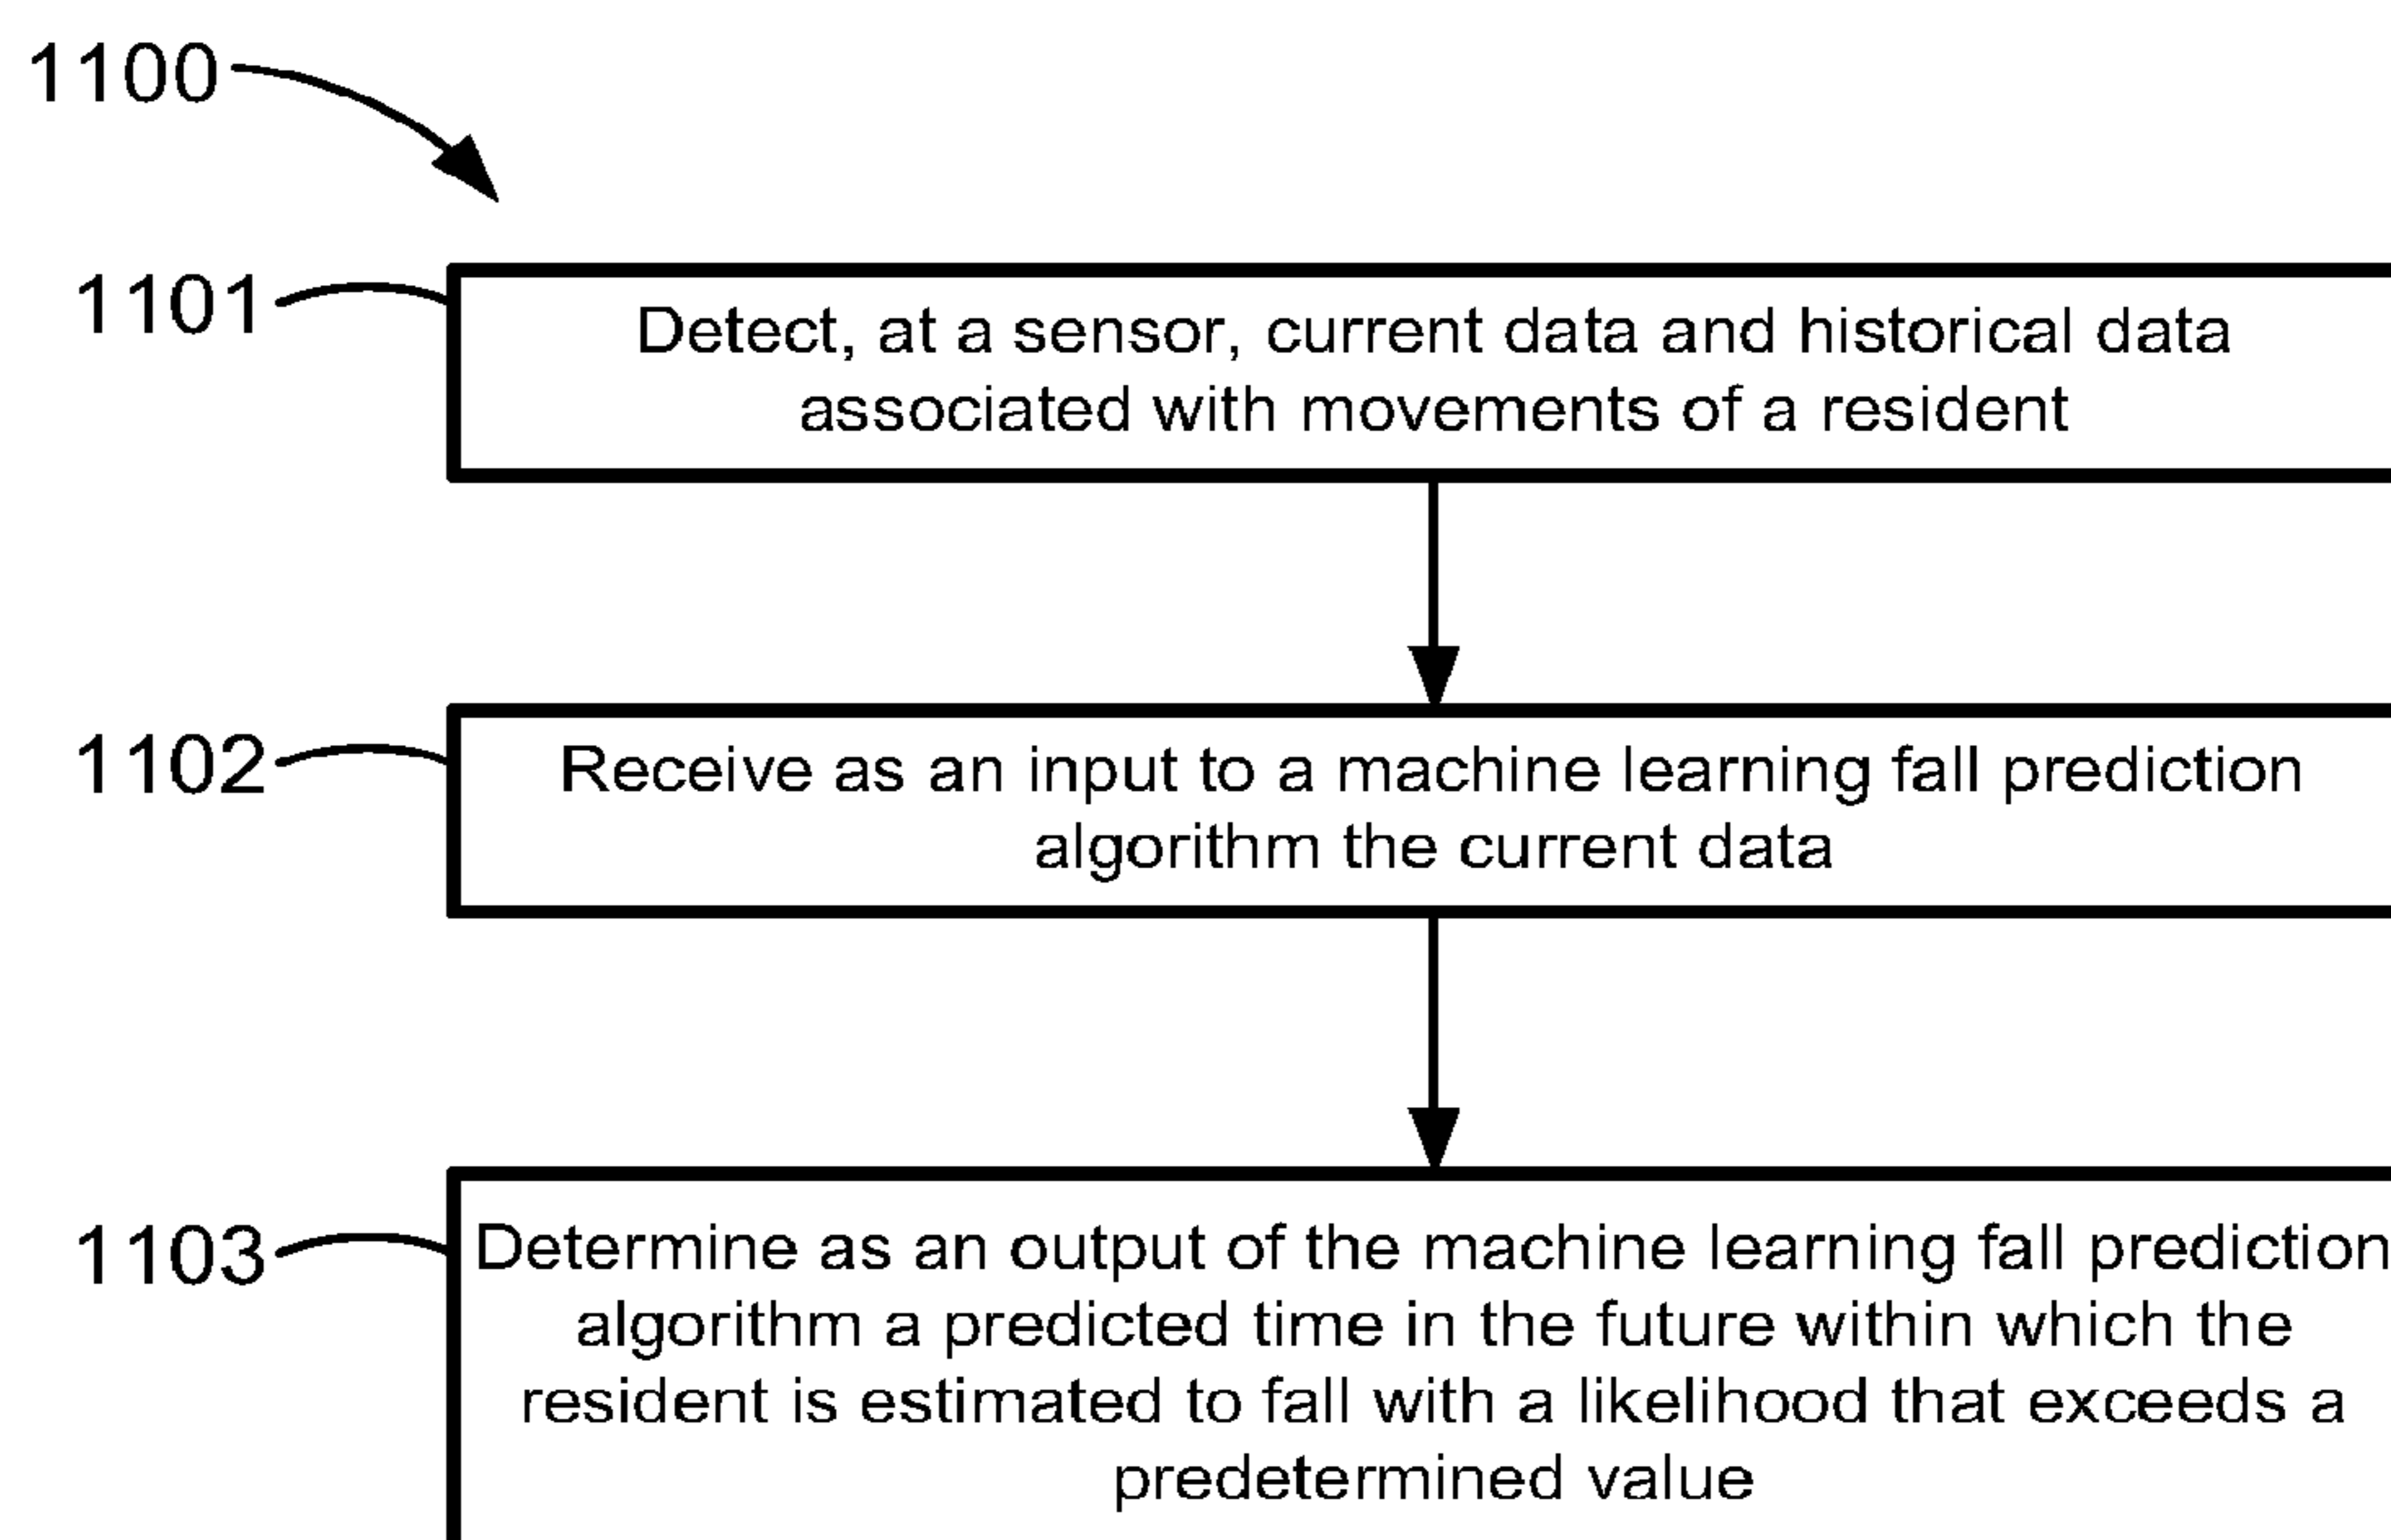 1100
1101
Detect, at a sensor, current data and historical data
associated with movements of a resident
1102
Receive as an input to a machine learning fall prediction
algorithm the current data
1103
Determine as an output of the machine learning fall prediction
algorithm a predicted time in the future within which the
resident is estimated to fall with a likelihood that exceeds a
predetermined value